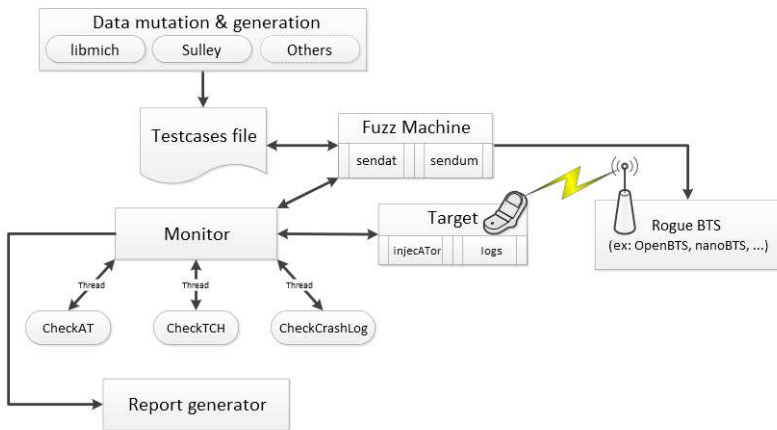 Data mutation & generation
libmich
Sulley
Others
Testcases file
Fuzz Machine
sendat
sendum
Target
injecATor
logs
Rogue BTS
(ex: OpenBTS, nanoBTS, ...)
Monitor
Thread
Thread
Thread
CheckAT
CheckTCH
CheckCrashLog
Report generator